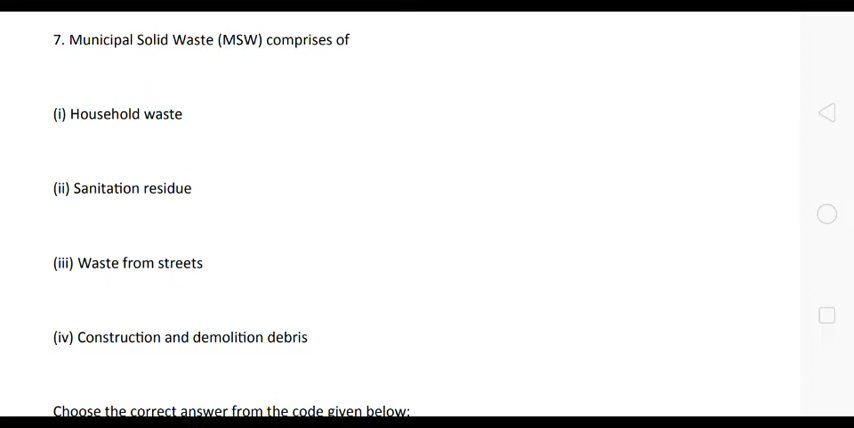 7. Municipal Solid Waste (MSW) comprises of
(i) Household waste
(ii) Sanitation residue
(iii) Waste from streets
(iv) Construction and demolition debris
Choose the correct answer from the code given below: